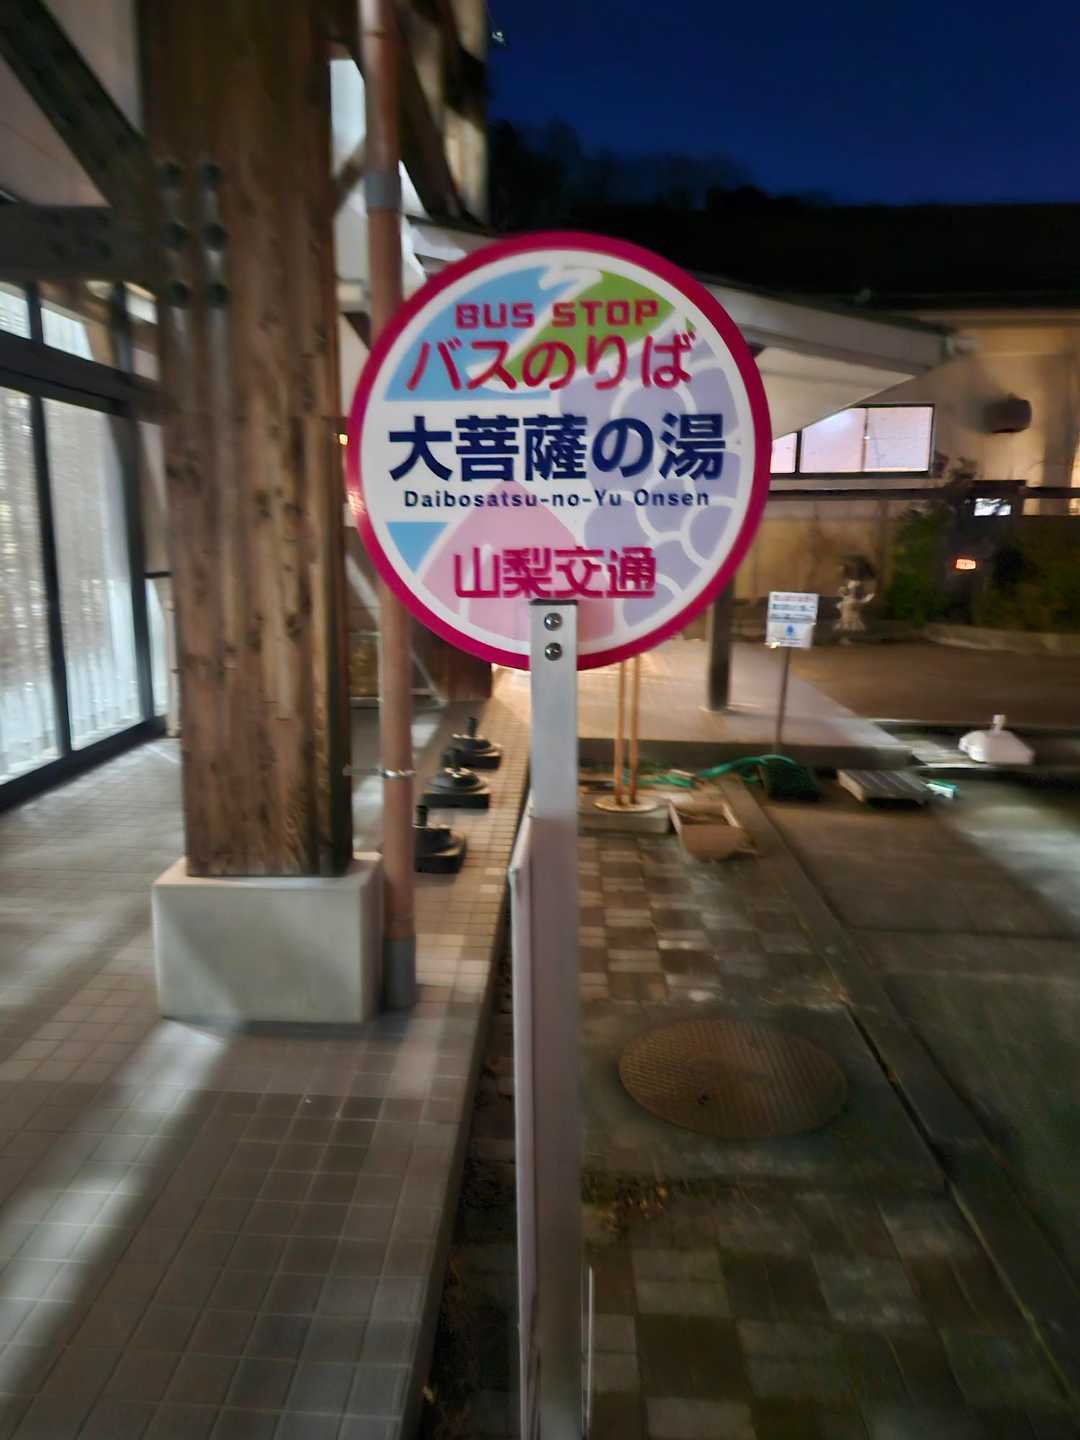 BUS STOP
バスのりば
大菩薩の湯
Daibosatsu-no-Yu Onsen
山梨交通